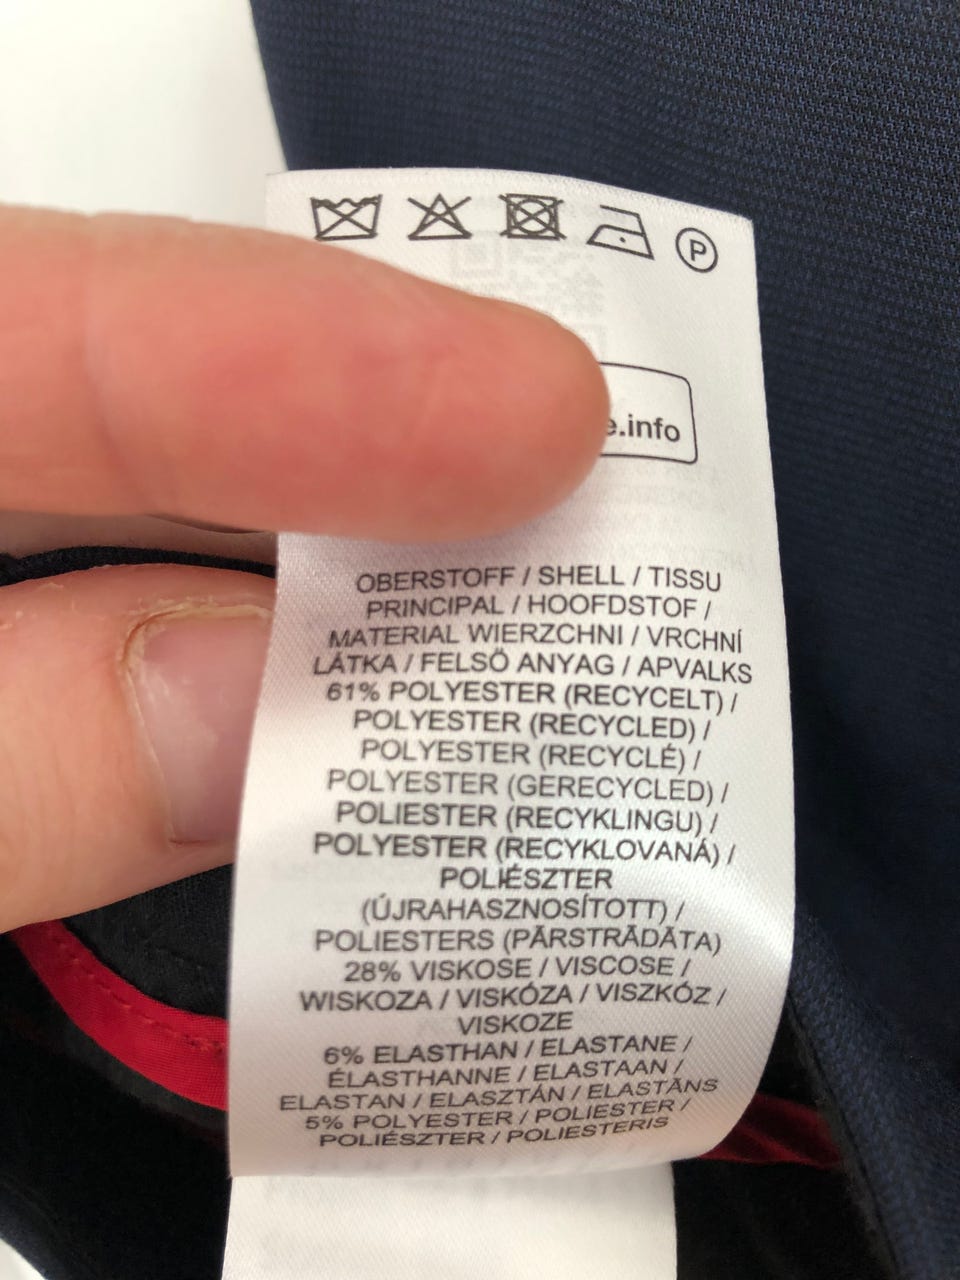 P
e.info
OBERSTOFF / SHELL / TISSU
PRINCIPAL / HOOFDSTOF /
MATERIAL WIERZCHNI / VRCHNÍ
LÁTKA / FELSŐ ANYAG / APVALKS
61% POLYESTER (RECYCELT) /
POLYESTER (RECYCLED) /
POLYESTER (RECYCLÉ) /
POLYESTER (GERECYCLED) /
POLIESTER (RECYKLINGU) /
POLYESTER (RECYKLOVANÁ) /
POLIÉSZTER
(ÚJRAHASZNOSÍTOTT) /
POLIESTERS (PĀRSTRĀDĀTA)
28% VISKOSE / VISCOSE /
WISKOZA / VISKÓZA / VISZKÓZ /
VISKOZE
6% ELASTHAN / ELASTANE /
ÉLASTHANNE / ELASTAAN /
ELASTAN / ELASZTÁN / ELASTĀNS
5% POLYESTER / POLIESTER /
POLIÉSZTER / POLIESTERIS